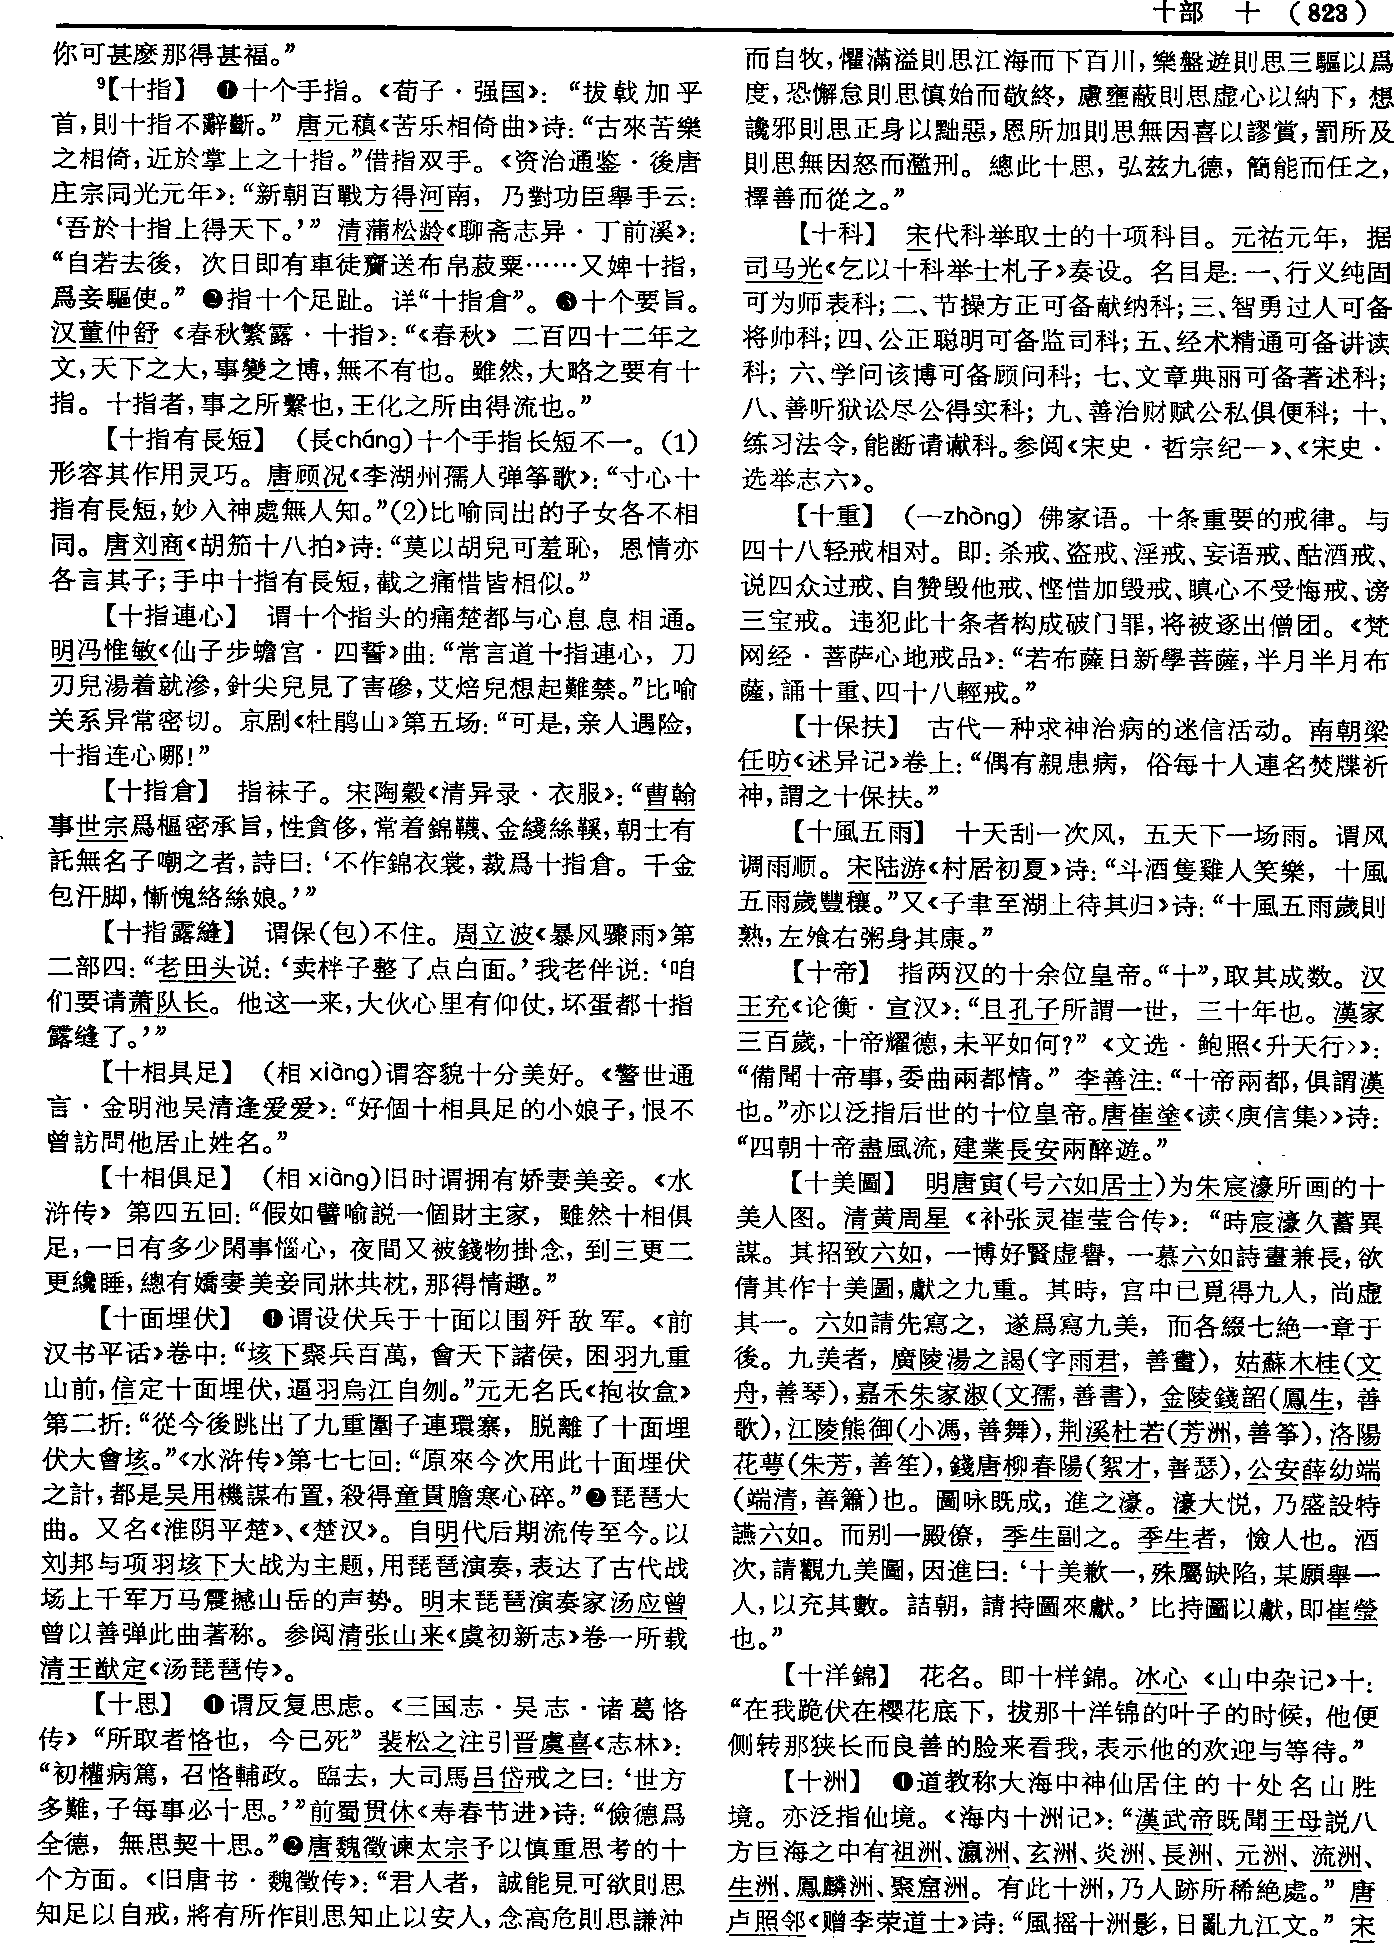 十部 十 （823）
你可甚麽那得甚福。”
⁹【十指】 ❶十个手指。《荀子·强国》：“拔戟加乎
首，則十指不辭斷。” 唐元稹《苦乐相倚曲》诗：“古來苦樂
之相倚，近於掌上之十指。”借指双手。《资治通鉴·後唐
庄宗同光元年》：“新朝百戰方得河南，乃對功臣舉手云：
‘吾於十指上得天下。’” 清蒲松龄《聊斋志异·丁前溪》：
“自若去後，次日即有車徒齎送布帛菽粟……又婢十指，
爲妾驅使。” ❷指十个足趾。详“十指倉”。❸十个要旨。
汉董仲舒《春秋繁露·十指》：“《春秋》二百四十二年之
文，天下之大，事變之博，無不有也。雖然，大略之要有十
指。十指者，事之所繫也，王化之所由得流也。”
【十指有長短】 （長cháng）十个手指长短不一。(1)
形容其作用灵巧。唐顾况《李湖州孺人弹筝歌》：“寸心十
指有長短，妙入神處無人知。”(2)比喻同出的子女各不相
同。唐刘商《胡笳十八拍》诗：“莫以胡兒可羞恥，恩情亦
各言其子；手中十指有長短，截之痛惜皆相似。”
【十指連心】 谓十个指头的痛楚都与心息息相通。
明冯惟敏《仙子步蟾宫·四誓》曲：“常言道十指連心，刀
刃兒湯着就滲，針尖兒見了害磣，艾焙兒想起難禁。”比喻
关系异常密切。京剧《杜鹃山》第五场：“可是，亲人遇险，
十指连心哪！”
【十指倉】 指袜子。宋陶穀《清异录·衣服》：“曹翰
事世宗爲樞密承旨，性貪侈，常着錦韈、金綫絲鞵，朝士有
託無名子嘲之者，詩曰：‘不作錦衣裳，裁爲十指倉。千金
包汗脚，慚愧絡絲娘。’”
【十指露縫】 谓保（包）不住。周立波《暴风骤雨》第
二部四：“老田头说：‘卖柈子整了点白面。’我老伴说：‘咱
们要请萧队长。他这一来，大伙心里有仰仗，坏蛋都十指
露缝了。’”
【十相具足】 （相 xiàng）谓容貌十分美好。《警世通
言·金明池吴清逢爱爱》：“好個十相具足的小娘子，恨不
曾訪問他居止姓名。”
【十相俱足】 （相 xiàng）旧时谓拥有娇妻美妾。《水
浒传》第四五回：“假如譬喻説一個財主家，雖然十相俱
足，一日有多少閑事惱心，夜間又被錢物掛念，到三更二
更纔睡，總有嬌妻美妾同牀共枕，那得情趣。”
【十面埋伏】 ❶谓设伏兵于十面以围歼敌军。《前
汉书平话》卷中：“垓下聚兵百萬，會天下諸侯，困羽九重
山前，信定十面埋伏，逼羽烏江自刎。”元无名氏《抱妆盒》
第二折：“從今後跳出了九重圍子連環寨，脱離了十面埋
伏大會垓。”《水浒传》第七七回：“原來今次用此十面埋伏
之計，都是吴用機謀布置，殺得童貫膽寒心碎。”❷琵琶大
曲。又名《淮阴平楚》、《楚汉》。自明代后期流传至今。以
刘邦与项羽垓下大战为主题，用琵琶演奏，表达了古代战
场上千军万马震撼山岳的声势。明末琵琶演奏家汤应曾
曾以善弹此曲著称。参阅清张山来《虞初新志》卷一所载
清王猷定《汤琵琶传》。
【十思】 ❶谓反复思虑。《三国志·吴志·诸葛恪
传》“所取者恪也，今已死” 裴松之注引晋虞喜《志林》：
“初權病篤，召恪輔政。臨去，大司馬吕岱戒之曰：‘世方
多難，子每事必十思。’”前蜀贯休《寿春节进》诗：“儉德爲
全德，無思契十思。”❷唐魏徵谏太宗予以慎重思考的十
个方面。《旧唐书·魏徵传》：“君人者，誠能見可欲則思
知足以自戒，將有所作則思知止以安人，念高危則思謙沖
而自牧，懼滿溢則思江海而下百川，樂盤遊則思三驅以爲
度，恐懈怠則思慎始而敬終，慮壅蔽則思虚心以納下，想
讒邪則思正身以黜惡，恩所加則思無因喜以謬賞，罰所及
則思無因怒而濫刑。總此十思，弘兹九德，簡能而任之，
擇善而從之。”
【十科】 宋代科举取士的十项科目。元祐元年，据
司马光《乞以十科举士札子》奏设。名目是：一、行义纯固
可为师表科；二、节操方正可备献纳科；三、智勇过人可备
将帅科；四、公正聪明可备监司科；五、经术精通可备讲读
科；六、学问该博可备顾问科；七、文章典丽可备著述科；
八、善听狱讼尽公得实科；九、善治财赋公私俱便科；十、
练习法令，能断请谳科。参阅《宋史·哲宗纪一》、《宋史·
选举志六》。
【十重】 （一zhòng）佛家语。十条重要的戒律。与
四十八轻戒相对。即：杀戒、盗戒、淫戒、妄语戒、酤酒戒、
说四众过戒、自赞毁他戒、悭惜加毁戒、瞋心不受悔戒、谤
三宝戒。违犯此十条者构成破门罪，将被逐出僧团。《梵
网经·菩萨心地戒品》：“若布薩日新學菩薩，半月半月布
薩，誦十重、四十八輕戒。”
【十保扶】 古代一种求神治病的迷信活动。南朝梁
任昉《述异记》卷上：“偶有親患病，俗每十人連名焚牒祈
神，謂之十保扶。”
【十風五雨】 十天刮一次风，五天下一场雨。谓风
调雨顺。宋陆游《村居初夏》诗：“斗酒隻雞人笑樂，十風
五雨歲豐穰。”又《子聿至湖上待其归》诗：“十風五雨歲則
熟，左飧右粥身其康。”
【十帝】 指两汉的十余位皇帝。“十”，取其成数。汉
王充《论衡·宣汉》：“且孔子所謂一世，三十年也。漢家
三百歲，十帝耀德，未平如何？”《文选·鲍照〈升天行〉》：
“備聞十帝事，委曲兩都情。” 李善注：“十帝兩都，俱謂漢
也。”亦以泛指后世的十位皇帝。唐崔塗《读〈庾信集〉》诗：
“四朝十帝盡風流，建業長安兩醉遊。”
【十美圖】 明唐寅（号六如居士）为朱宸濠所画的十
美人图。清黄周星《补张灵崔莹合传》：“時宸濠久蓄異
謀。其招致六如，一博好賢虚譽，一慕六如詩畫兼長，欲
倩其作十美圖，獻之九重。其時，宫中已覓得九人，尚虚
其一。六如請先寫之，遂爲寫九美，而各綴七絶一章于
後。九美者，廣陵湯之謁（字雨君，善畫），姑蘇木桂（文
舟，善琴），嘉禾朱家淑（文孺，善書），金陵錢韶（鳳生，善
歌），江陵熊御（小馮，善舞），荆溪杜若（芳洲，善筝），洛陽
花萼（朱芳，善笙），錢唐柳春陽（絮才，善瑟），公安薛幼端
（端清，善簫）也。圖咏既成，進之濠。濠大悦，乃盛設特
讌六如。而别一殿僚，季生副之。季生者，憸人也。酒
次，請觀九美圖，因進曰：‘十美歉一，殊屬缺陷，某願舉一
人，以充其數。詰朝，請持圖來獻。’比持圖以獻，即崔瑩
也。”
【十洋錦】 花名。即十样錦。冰心《山中杂记》十：
“在我跪伏在樱花底下，拔那十洋锦的叶子的时候，他便
侧转那狭长而良善的脸来看我，表示他的欢迎与等待。”
【十洲】 ❶道教称大海中神仙居住的十处名山胜
境。亦泛指仙境。《海内十洲记》：“漢武帝既聞王母説八
方巨海之中有祖洲、瀛洲、玄洲、炎洲、長洲、元洲、流洲、
生洲、鳳麟洲、聚窟洲。有此十洲，乃人跡所稀絶處。” 唐
卢照邻《赠李荣道士》诗：“風摇十洲影，日亂九江文。” 宋